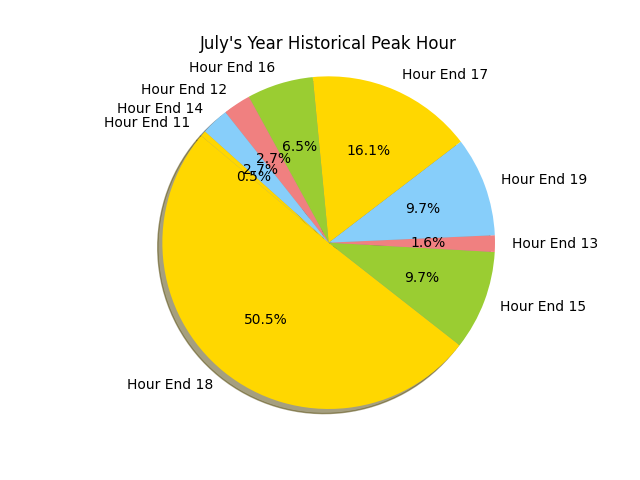 July's Year Historical Peak Hour
Hour End 16
Hour End 17
Hour End 12
Hour End 14
Hour End 11
6.5%
16.1%
2.7%
2.7%
0.5%
Hour End 19
9.7%
1.6%
Hour End 13
9.7%
Hour End 15
50.5%
Hour End 18